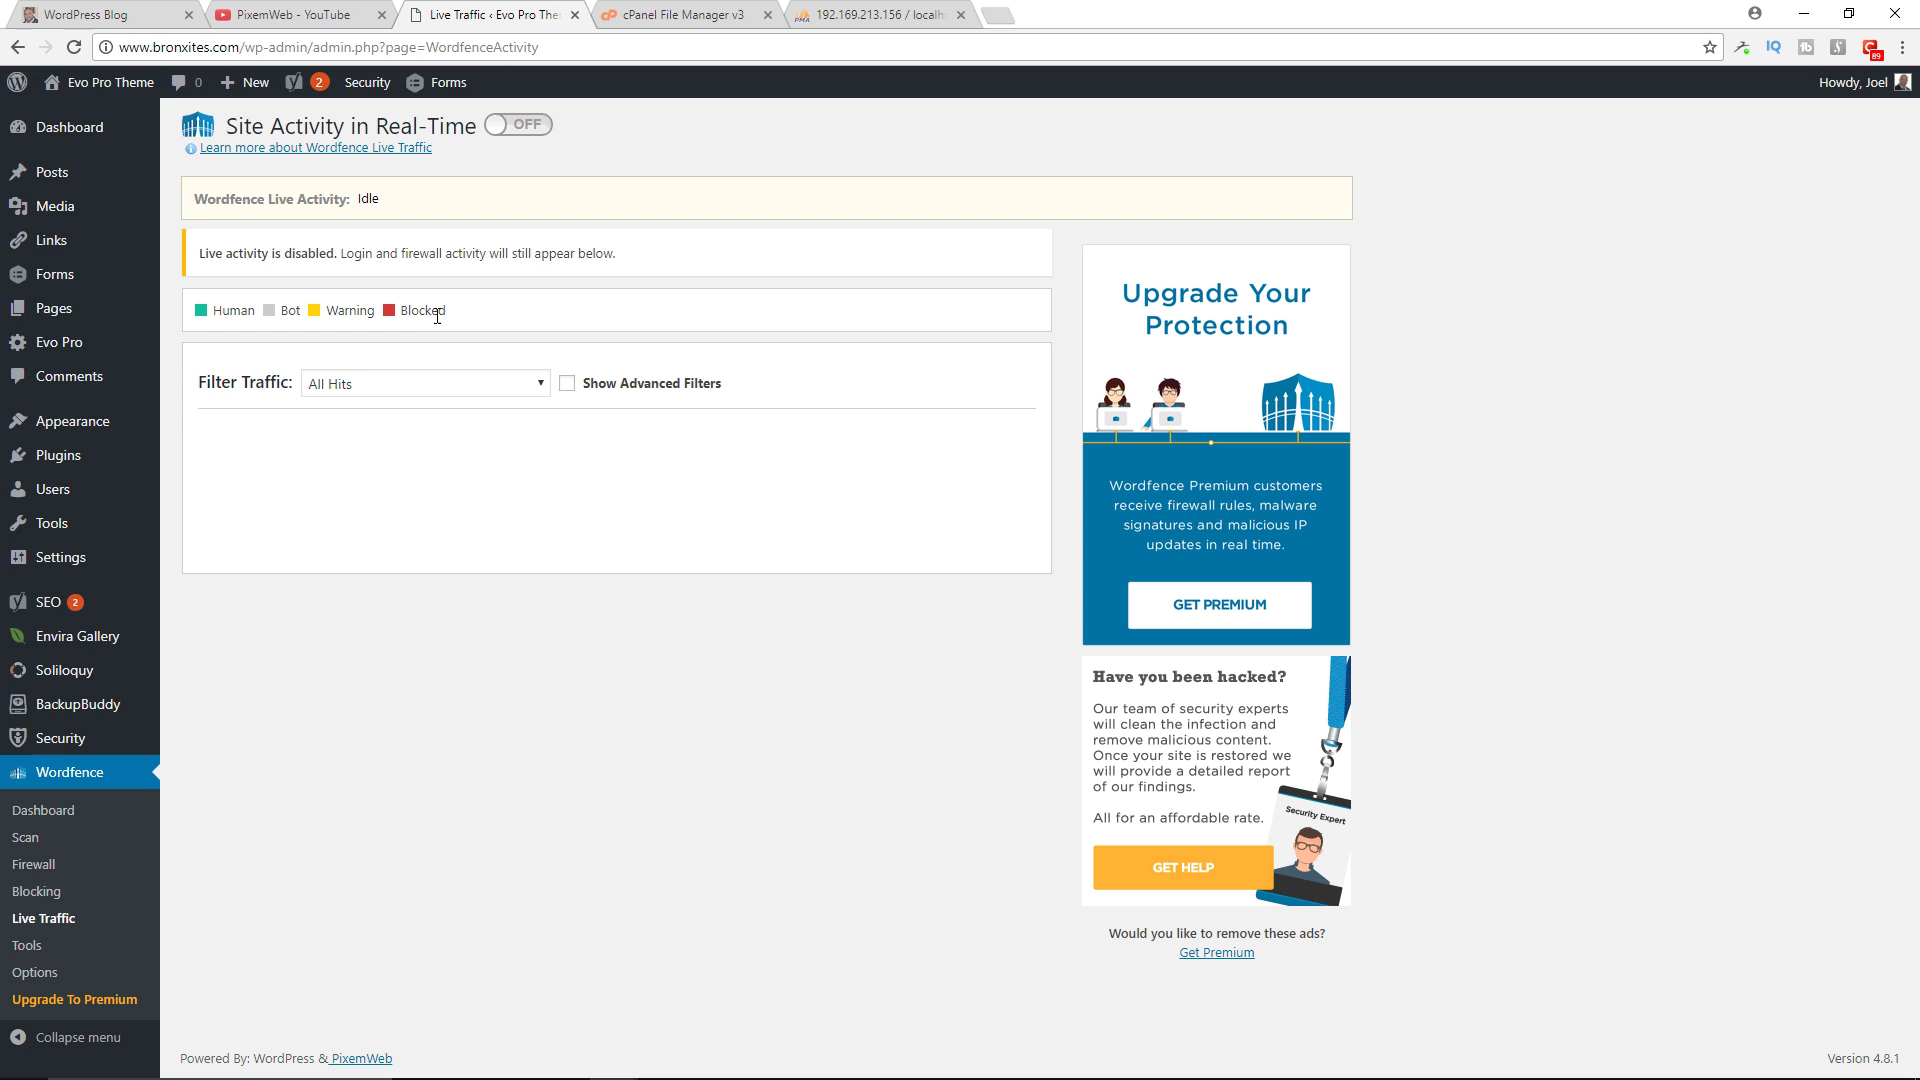 WordPress Blog
PixemWeb - YouTube
Live Traffic ‹ Evo Pro The
cPanel File Manager v3
192.169.213.156 / localh
www.bronxites.com/wp-admin/admin.php?page=WordfenceActivity
89
Evo Pro Theme
0
New
2
Security
Forms
Howdy, Joel
Dashboard
Posts
Media
Links
Forms
Pages
Evo Pro
Comments
Appearance
Plugins
Users
Tools
Settings
SEO 2
Envira Gallery
Soliloquy
BackupBuddy
Security
Wordfence
Dashboard
Scan
Firewall
Blocking
Live Traffic
Tools
Options
Upgrade To Premium
Collapse menu
Site Activity in Real-Time OFF
Learn more about Wordfence Live Traffic
Wordfence Live Activity: Idle
Live activity is disabled. Login and firewall activity will still appear below.
Human Bot Warning Blocked
Filter Traffic: All Hits Show Advanced Filters
Upgrade Your
Protection
Wordfence Premium customers
receive firewall rules, malware
signatures and malicious IP
updates in real time.
GET PREMIUM
Have you been hacked?
Our team of security experts
will clean the infection and
remove malicious content.
Once your site is restored we
will provide a detailed report
of our findings.
All for an affordable rate.
Security Expert
GET HELP
Would you like to remove these ads?
Get Premium
Powered By: WordPress & PixemWeb
Version 4.8.1